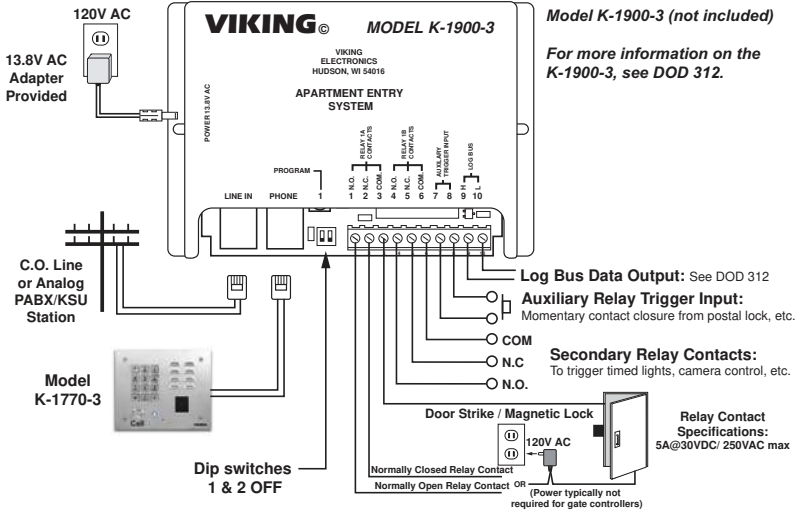 120V AC
13.8V AC
Adapter
Provided
VIKING©
MODEL K-1900-3
VIKING
ELECTRONICS
HUDSON, WI 54016
APARTMENT ENTRY
SYSTEM
POWER 13.8V AC
Model K-1900-3 (not included)
For more information on the
K-1900-3, see DOD 312.
RELAY 1A
CONTACTS
RELAY 1B
CONTACTS
AUXILARY
TRIGGER INPUT
LOG BUS
PROGRAM
LINE IN
PHONE
1
N.O. N.C. COM. N.O. N.C. COM. H L
1 2 3 4 5 6 7 8 9 10
C.O. Line
or Analog
PABX/KSU
Station
Log Bus Data Output: See DOD 312
Auxiliary Relay Trigger Input:
Momentary contact closure from postal lock, etc.
COM
N.C
N.O.
Secondary Relay Contacts:
To trigger timed lights, camera control, etc.
Model
K-1770-3
Call
Dip switches
1 & 2 OFF
Door Strike / Magnetic Lock
120V AC
Relay Contact
Specifications:
5A@30VDC/ 250VAC max
Normally Closed Relay Contact
Normally Open Relay Contact
OR
(Power typically not
required for gate controllers)